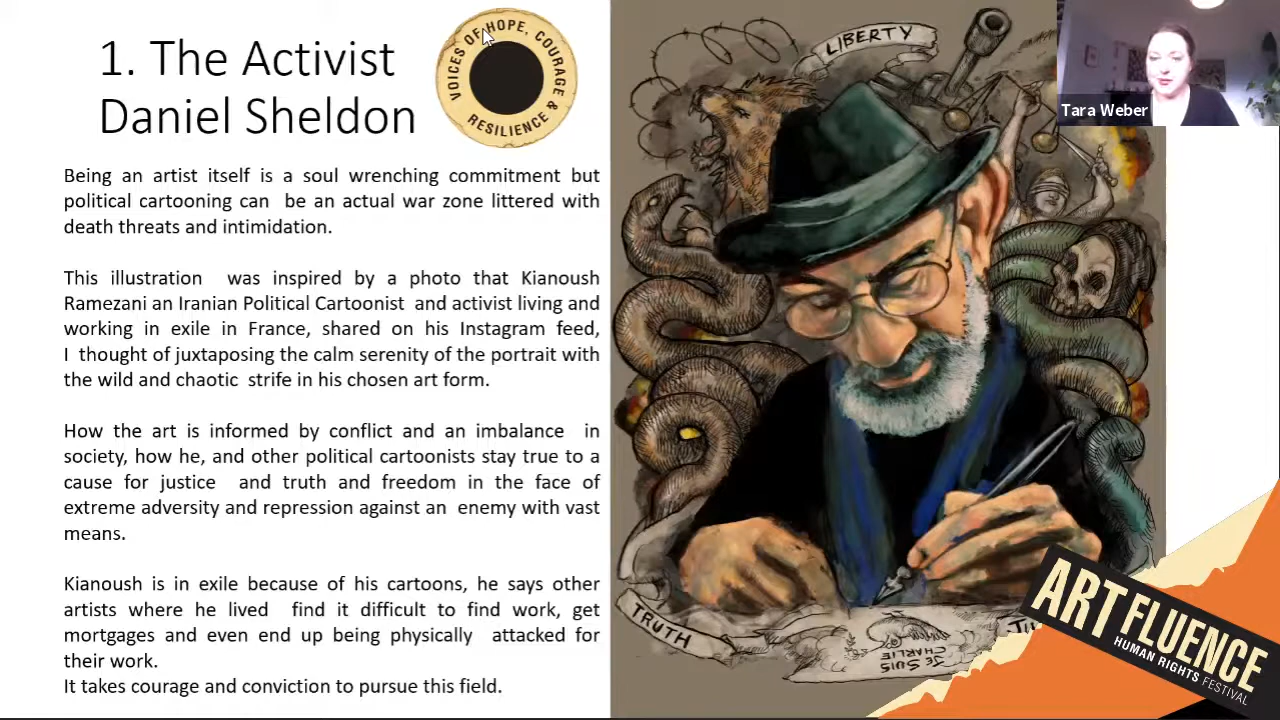 1. The Activist
Daniel Sheldon
VOICES OF HOPE, COURAGE &
RESILIENCE
Being an artist itself is a soul wrenching commitment but
political cartooning can be an actual war zone littered with
death threats and intimidation.
This illustration was inspired by a photo that Kianoush
Ramezani an Iranian Political Cartoonist and activist living and
working in exile in France, shared on his Instagram feed,
I thought of juxtaposing the calm serenity of the portrait with
the wild and chaotic strife in his chosen art form.
How the art is informed by conflict and an imbalance in
society, how he, and other political cartoonists stay true to a
cause for justice and truth and freedom in the face of
extreme adversity and repression against an enemy with vast
means.
Kianoush is in exile because of his cartoons, he says other
artists where he lived find it difficult to find work, get
mortgages and even end up being physically attacked for
their work.
It takes courage and conviction to pursue this field.
LIBERTY
Tara Weber
TRUTH
JE SUIS
CHARLIE
ART FLUENCE
HUMAN RIGHTS FESTIVAL